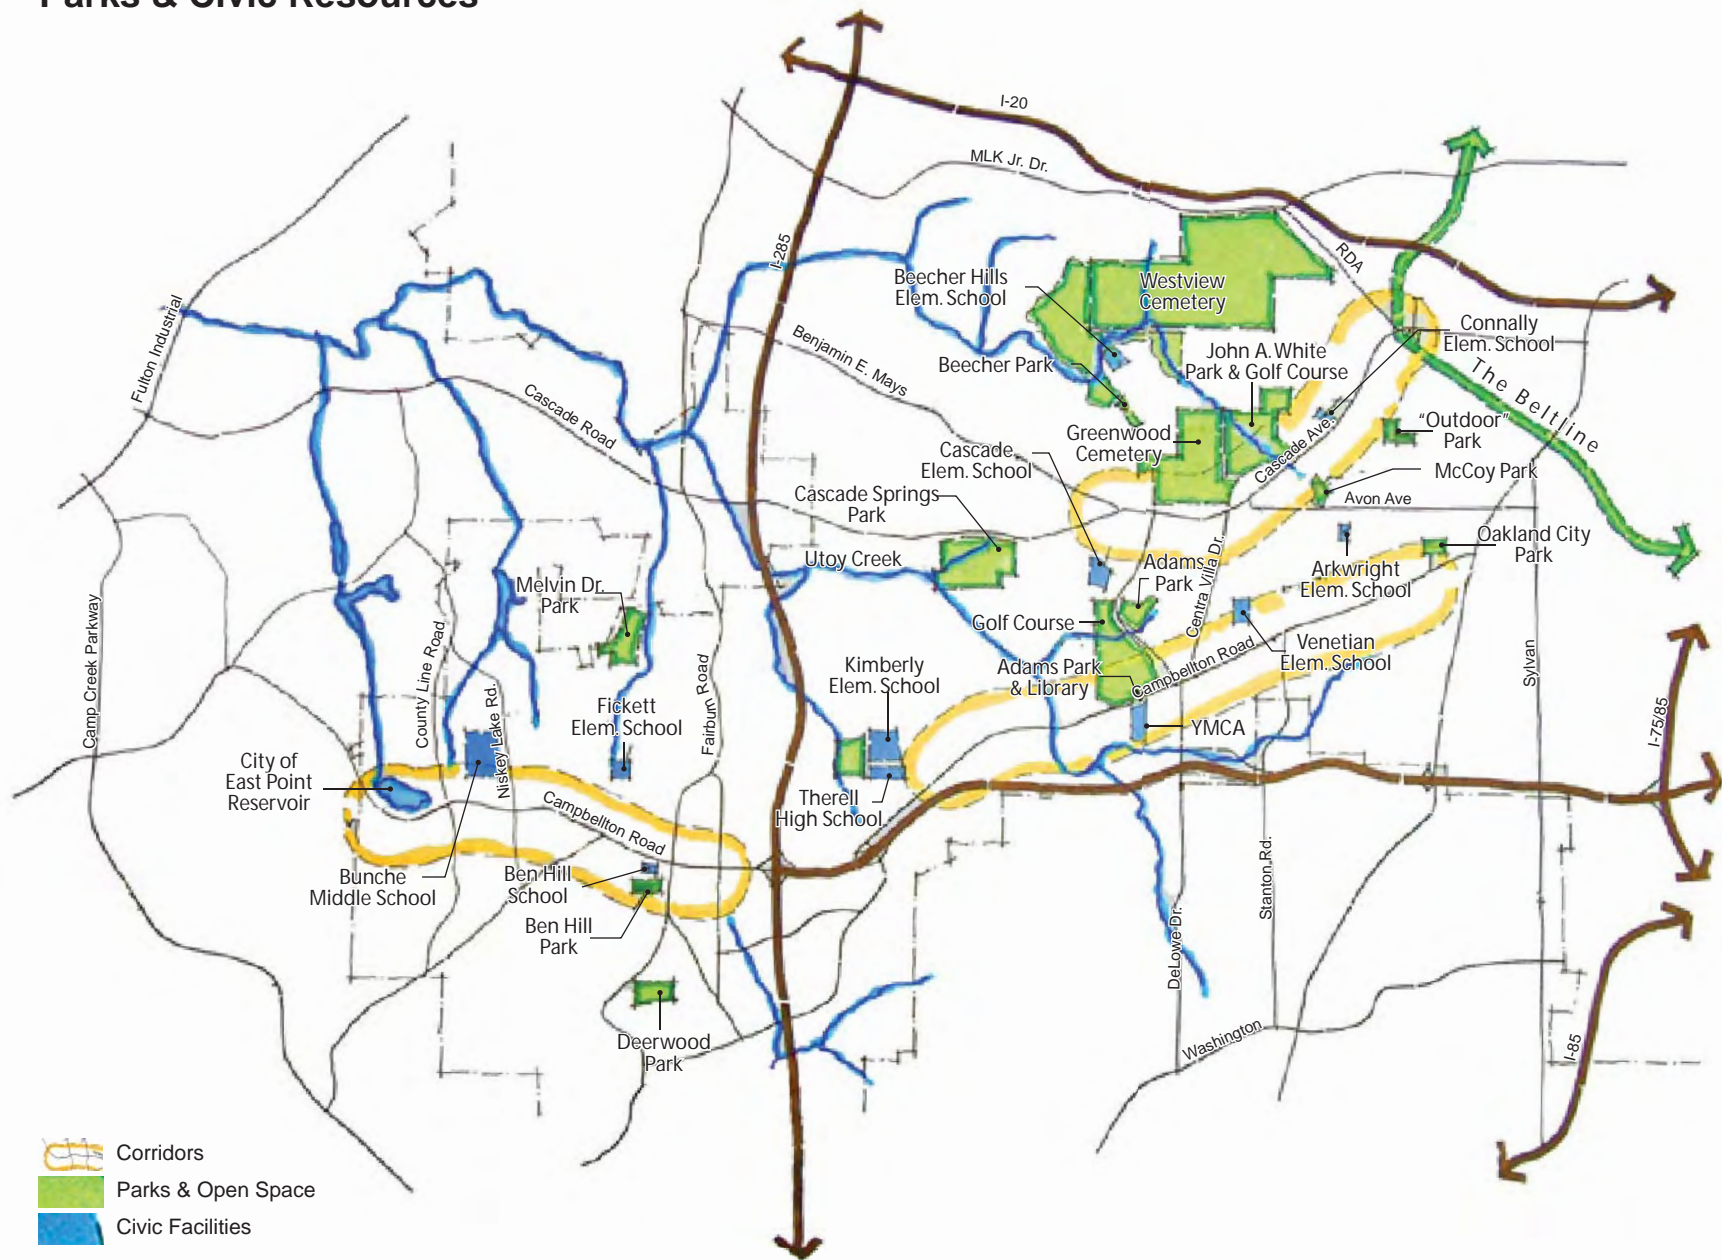 Parks & Civic Resources
I-20
MLK Jr. Dr.
I-285
RDA
Fulton Industrial
Beecher Hills
Elem. School
Westview
Cemetery
Connally
Elem. School
Benjamin E. Mays
Beecher Park
John A. White
Park & Golf Course
The Beltline
Cascade Road
Cascade Ave.
"Outdoor"
Park
Greenwood
Cemetery
Cascade
Elem. School
McCoy Park
Cascade Springs
Park
Avon Ave
Utoy Creek
Oakland City
Park
Melvin Dr.
Park
Adams
Park
Centra Villa Dr.
Arkwright
Elem. School
Camp Creek Parkway
County Line Road
Golf Course
Venetian
Elem. School
Kimberly
Elem. School
Adams Park
& Library
Campbellton Road
Sylvan
Fairburn Road
Niskey Lake Rd.
Fickett
Elem. School
YMCA
I-75/85
City of
East Point
Reservoir
Therell
High School
Campbellton Road
Bunche
Middle School
Ben Hill
School
Stanton Rd.
Ben Hill
Park
DeLowe Dr.
Deerwood
Park
Washington
I-85
Corridors
Parks & Open Space
Civic Facilities